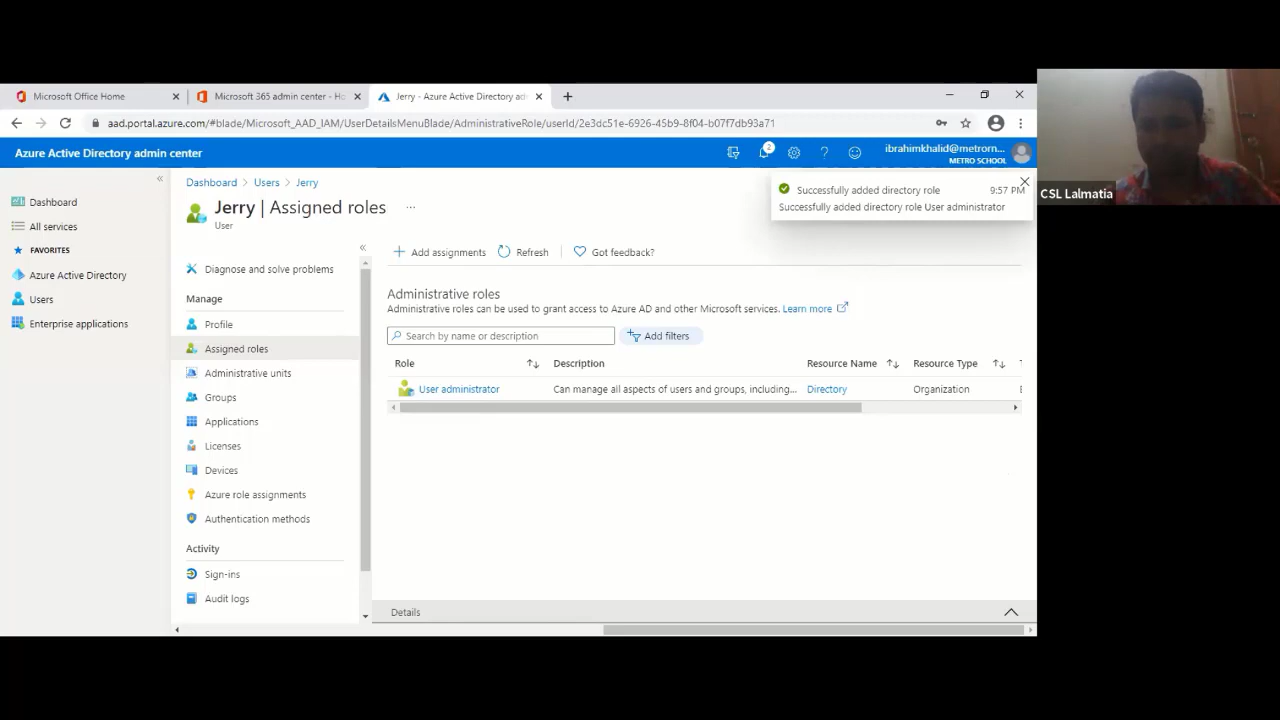 Microsoft Office Home
Microsoft 365 admin center - Ho
Jerry - Azure Active Directory ad
aad.portal.azure.com/#blade/Microsoft_AAD_IAM/UserDetailsMenuBlade/AdministrativeRole/userId/2e3dc51e-6926-45b9-8f04-b07f7db93a71
Azure Active Directory admin center
2
ibrahimkhalid@metrorn...
METRO SCHOOL
Dashboard
All services
FAVORITES
Azure Active Directory
Users
Enterprise applications
Dashboard > Users > Jerry
Jerry | Assigned roles ...
User
Successfully added directory role 9:57 PM
Successfully added directory role User administrator
Diagnose and solve problems
Manage
Profile
Assigned roles
Administrative units
Groups
Applications
Licenses
Devices
Azure role assignments
Authentication methods
Activity
Sign-ins
Audit logs
Add assignments Refresh Got feedback?
Administrative roles
Administrative roles can be used to grant access to Azure AD and other Microsoft services. Learn more
Search by name or description Add filters
Role Description Resource Name Resource Type
User administrator Can manage all aspects of users and groups, including... Directory Organization
Details
CSL Lalmatia